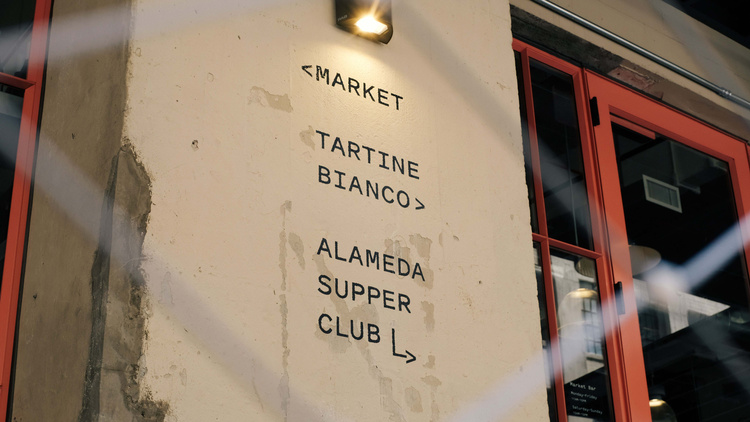 <MARKET
TARTINE
BIANCO>
ALAMEDA
SUPPER
CLUB ↳
Market Bar